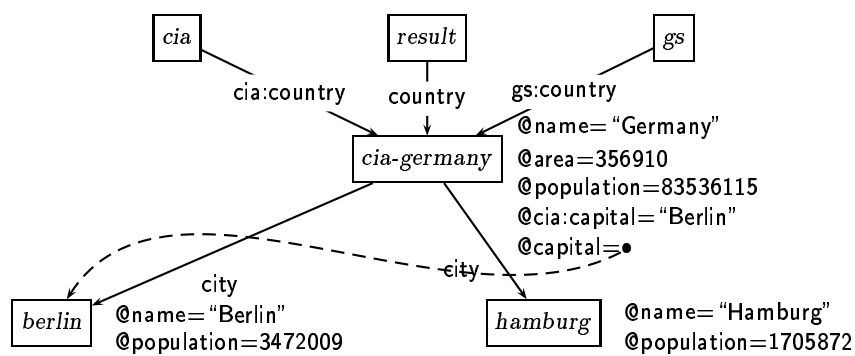 cia
result
gs
cia:country
country
gs:country
cia-germany
@name="Germany"
@area=356910
@population=83536115
@cia:capital="Berlin"
@capital=•
city
city
berlin
@name="Berlin"
@population=3472009
hamburg
@name="Hamburg"
@population=1705872